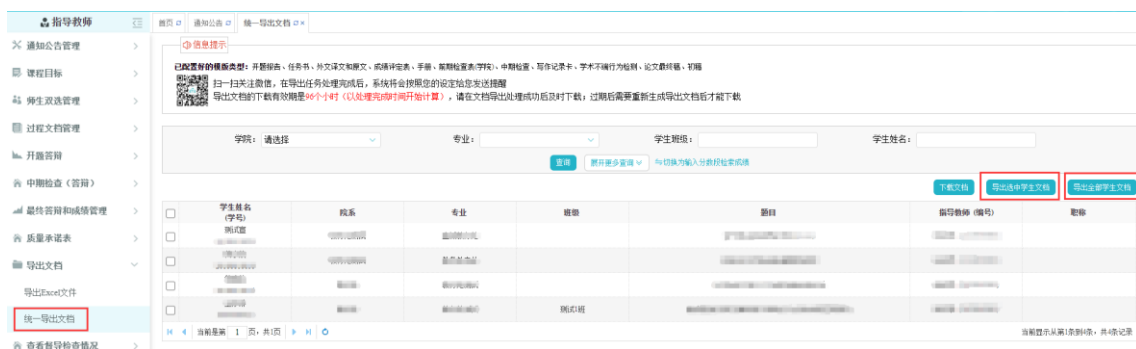 指导教师
首页 通知公告 统一导出文档
通知公告管理
课程目标
师生双选管理
过程文档管理
开题答辩
中期检查（答辩）
最终答辩和成绩管理
质量承诺表
导出文档
导出Excel文件
统一导出文档
查看督导检查情况
信息提示
已配置好的模版类型：开题报告、任务书、外文译文和原文、成绩评定表、手册、前期检查表(学院)、中期检查、写作记录卡、学术不端行为检测、论文最终稿、初稿
扫一扫关注微信，在导出任务处理完成后，系统将会按照您的设定给您发送提醒
导出文档的下载有效期是96个小时（以处理完成时间开始计算），请在文档导出处理成功后及时下载；过期后需要重新生成导出文档后才能下载
学院： 请选择 专业： 学生班级： 学生姓名：
查询 展开更多查询 切换为输入分数段检索成绩
下载文档 导出选中学生文档 导出全部学生文档
学生姓名
(学号) 院系 专业 班级 题目 指导教师 (编号) 职称
测试班
当前是第 1 页，共1页
当前显示从第1条到4条，共4条记录